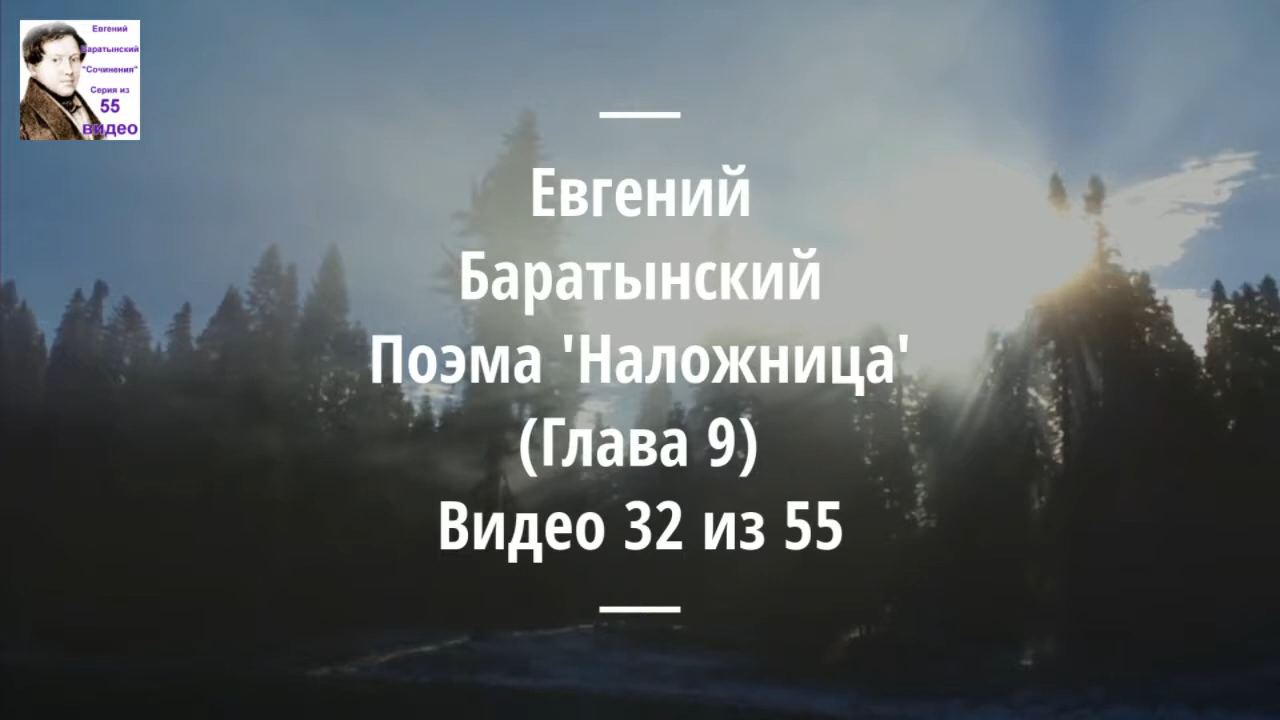 Евгений
Баратынский
"Сочинения"
Серия из
55
видео
Евгений
Баратынский
Поэма 'Наложница'
(Глава 9)
Видео 32 из 55